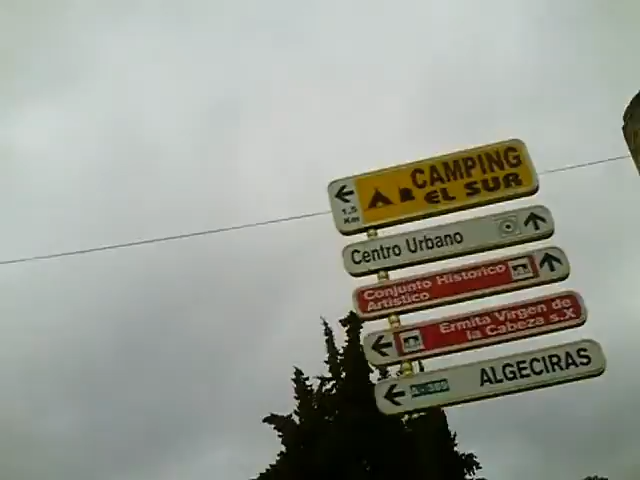 CAMPING
EL SUR
1,5
Km
Centro Urbano
Conjunto Histórico
Artístico
Ermita Virgen de
la Cabeza s.X
ALGECIRAS